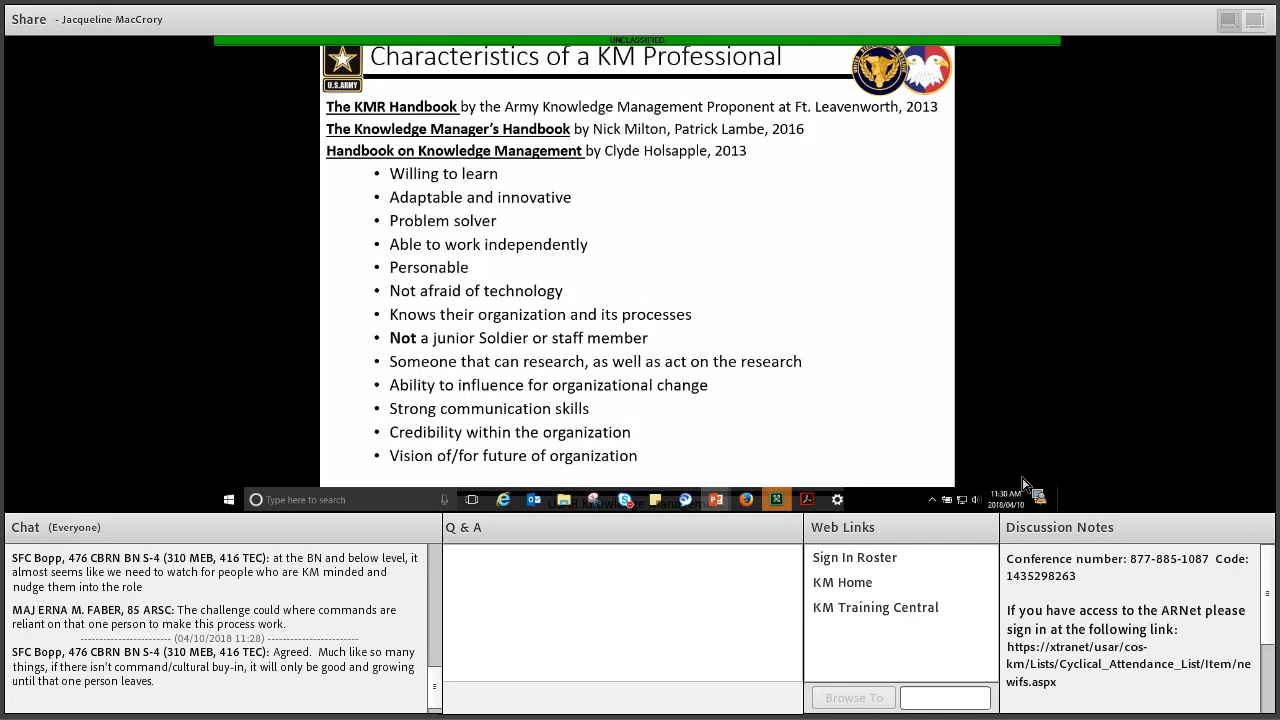 Share - Jacqueline MacCrory
UNCLASSIFIED
Characteristics of a KM Professional
U.S.ARMY
The KMR Handbook by the Army Knowledge Management Proponent at Ft. Leavenworth, 2013
The Knowledge Manager's Handbook by Nick Milton, Patrick Lambe, 2016
Handbook on Knowledge Management by Clyde Holsapple, 2013
• Willing to learn
• Adaptable and innovative
• Problem solver
• Able to work independently
• Personable
• Not afraid of technology
• Knows their organization and its processes
• Not a junior Soldier or staff member
• Someone that can research, as well as act on the research
• Ability to influence for organizational change
• Strong communication skills
• Credibility within the organization
• Vision of/for future of organization
Type here to search
11:30 AM
2018/04/10
Chat (Everyone)
SFC Bopp, 476 CBRN BN S-4 (310 MEB, 416 TEC): at the BN and below level, it
almost seems like we need to watch for people who are KM minded and
nudge them into the role
MAJ ERNA M. FABER, 85 ARSC: The challenge could where commands are
reliant on that one person to make this process work.
------------------------ (04/10/2018 11:28) ------------------------
SFC Bopp, 476 CBRN BN S-4 (310 MEB, 416 TEC): Agreed. Much like so many
things, if there isn't command/cultural buy-in, it will only be good and growing
until that one person leaves.
Q & A
Web Links
Sign In Roster
KM Home
KM Training Central
Browse To
Discussion Notes
Conference number: 877-885-1087 Code:
1435298263
If you have access to the ARNet please
sign in at the following link:
https://xtranet/usar/cos-
km/Lists/Cyclical_Attendance_List/Item/ne
wifs.aspx